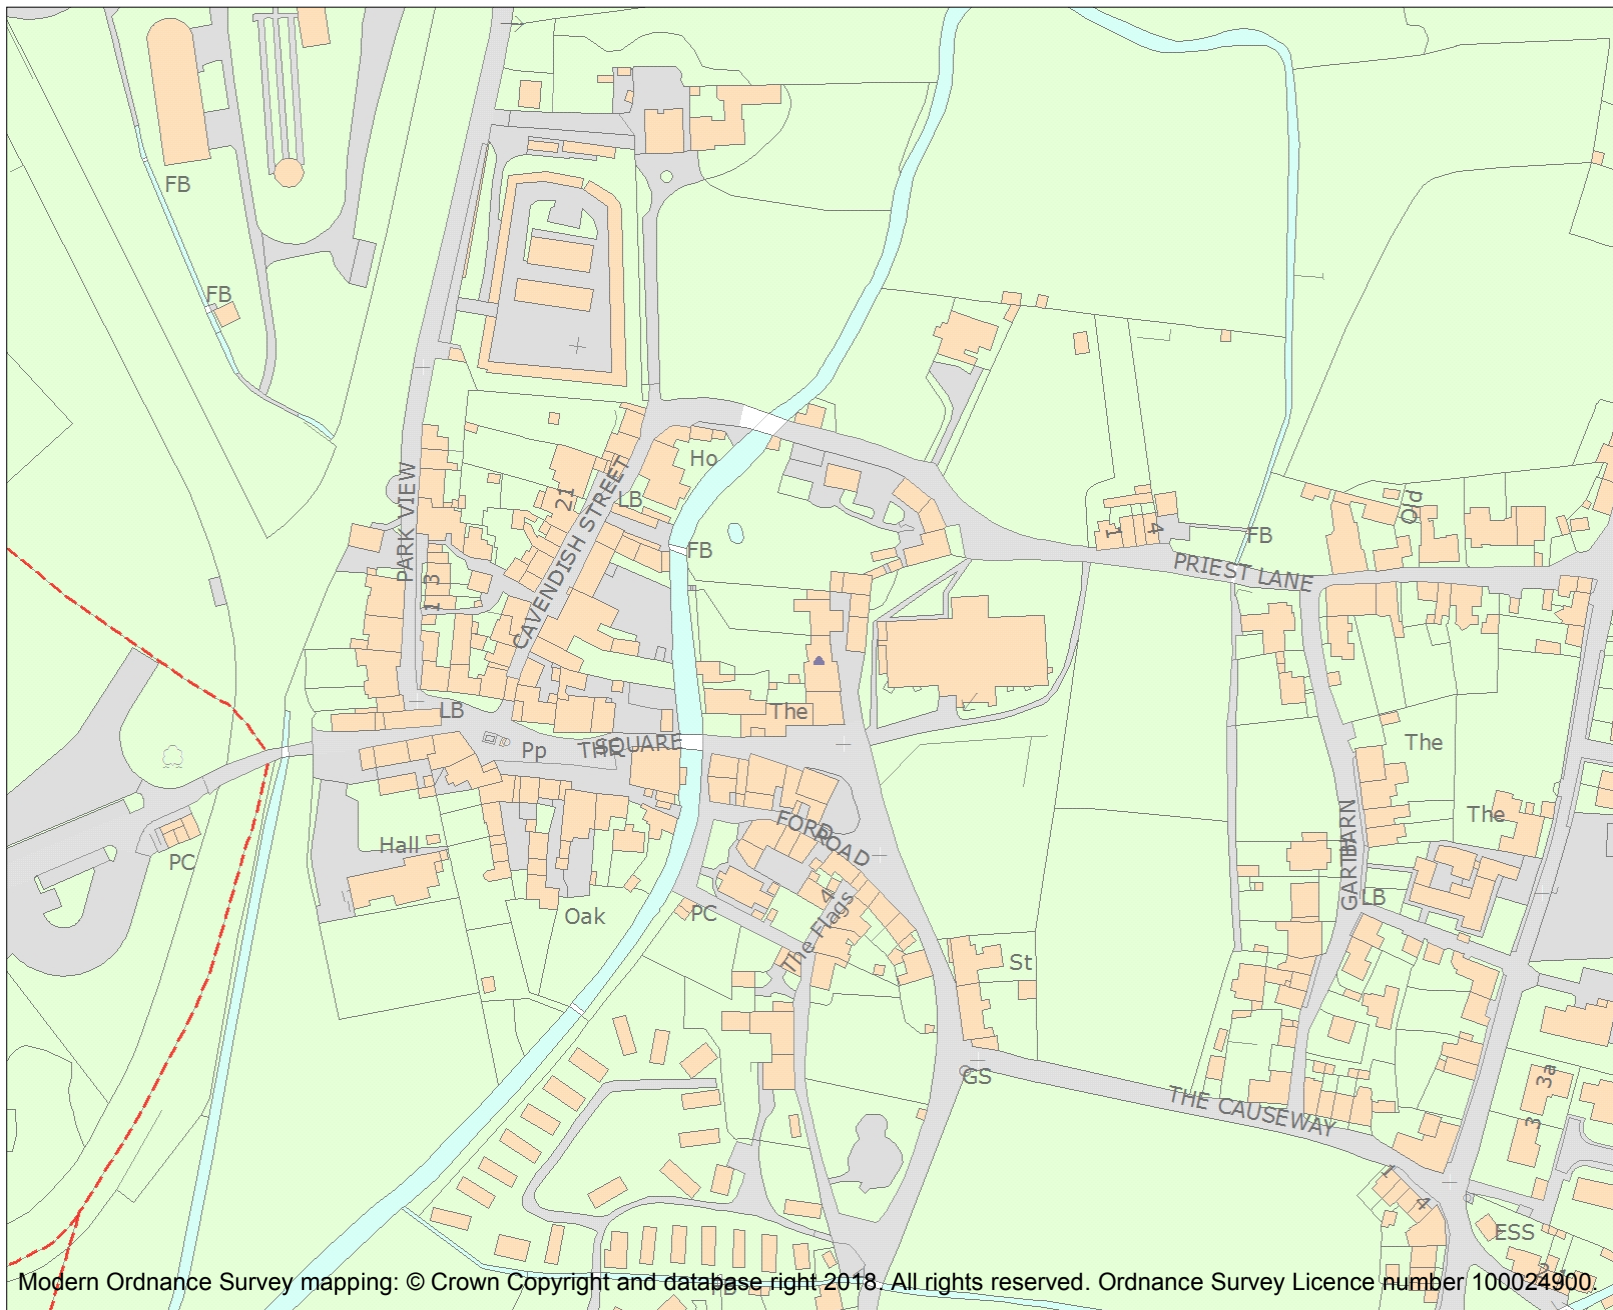 FB
FB
Ho
PARK VIEW
21
LB
CAVENDISH STREET
FB
1
4
FB
Old
PRIEST LANE
3
1
LB
The
Pp
THE
SQUARE
The
The
FORD
ROAD
Hall
PC
GARTH
BARN
4
LB
PC
Oak
The Flags
St
GS
THE CAUSEWAY
3a
3
1
4
ESS
Modern Ordnance Survey mapping: © Crown Copyright and database right 2018. All rights reserved. Ordnance Survey Licence number 100024900.